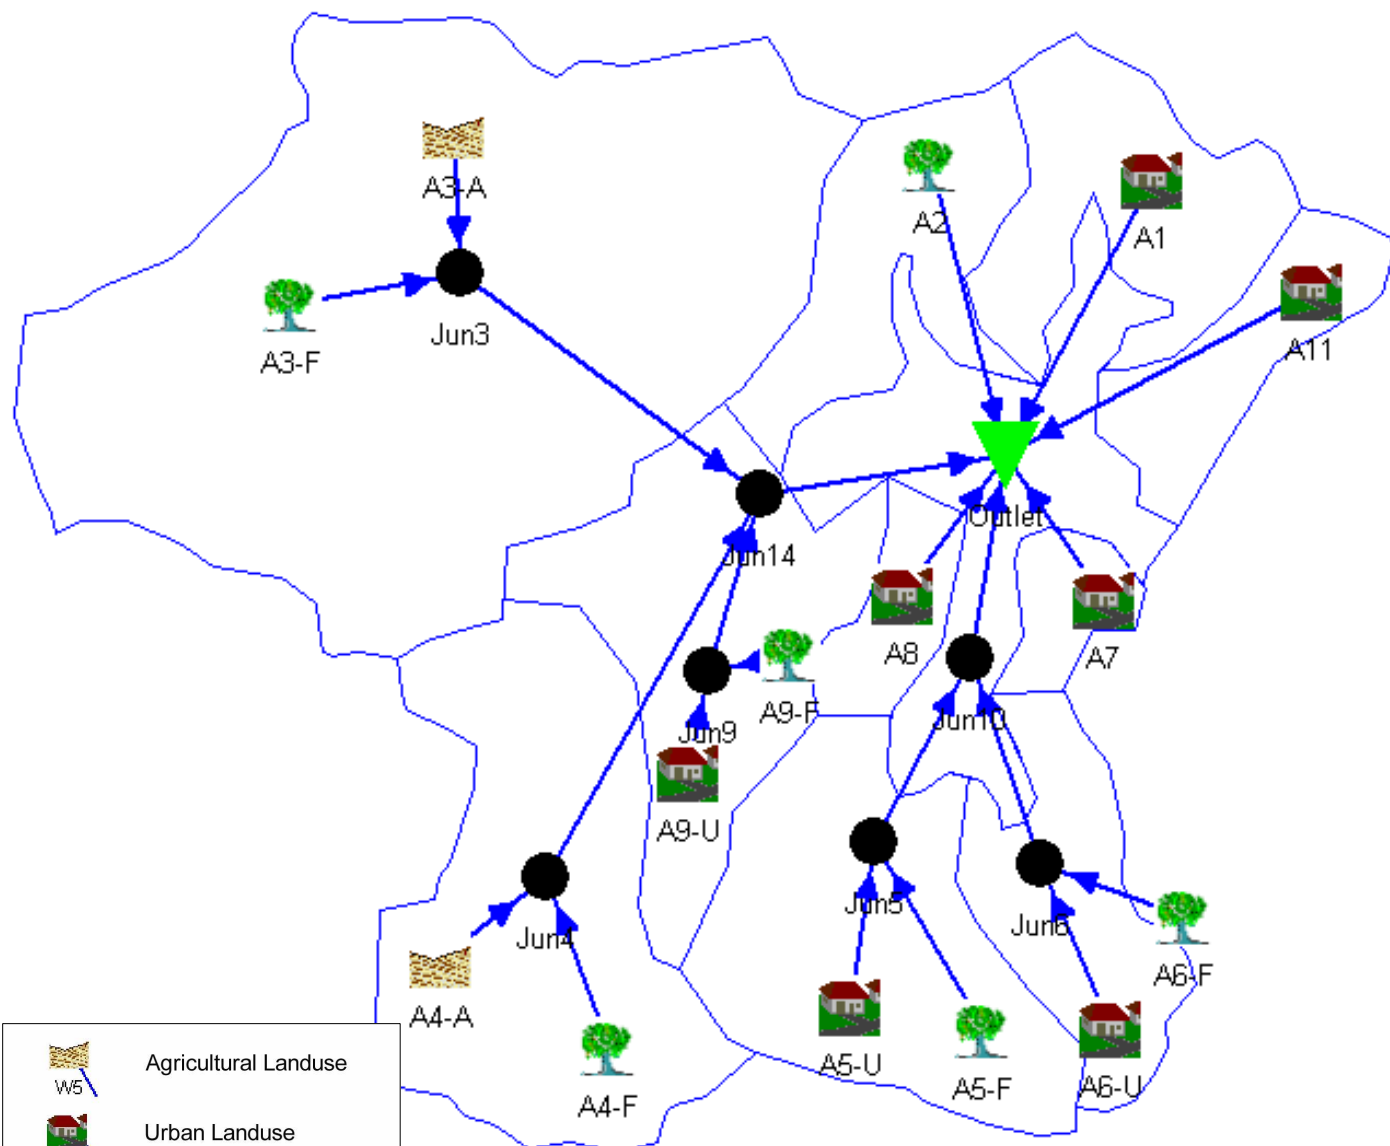 A3-A
A2
A1
Jun3
A3-F
A11
Outlet
Jun14
A8
A7
A9-F
Jun9
Jun10
A9-U
Jun5
Jun6
Jun4
A6-F
A4-A
A5-U
A5-F
A6-U
A4-F
Agricultural Landuse
W5
Urban Landuse